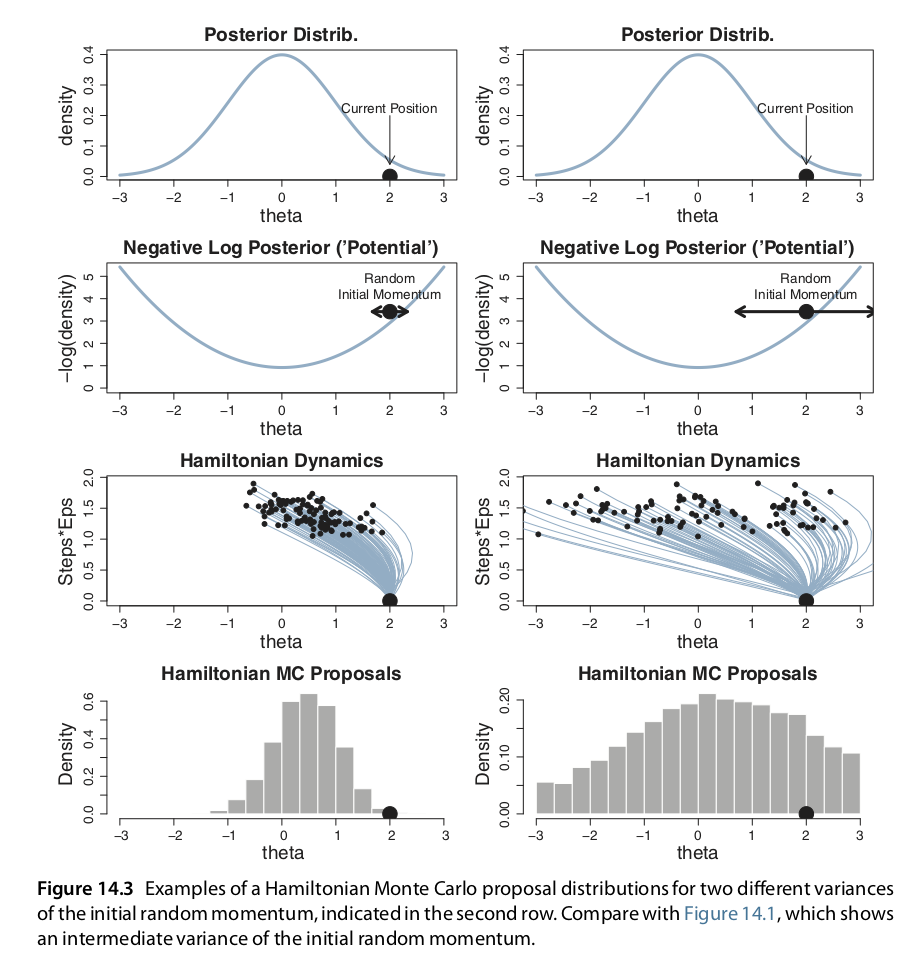 Posterior Distrib.
density
0.0 0.1 0.2 0.3 0.4
Current Position
−3 −2 −1 0 1 2 3
theta
Posterior Distrib.
density
0.0 0.1 0.2 0.3 0.4
Current Position
−3 −2 −1 0 1 2 3
theta
Negative Log Posterior ('Potential')
−log(density)
0 1 2 3 4 5
Random
Initial Momentum
−3 −2 −1 0 1 2 3
theta
Negative Log Posterior ('Potential')
−log(density)
0 1 2 3 4 5
Random
Initial Momentum
−3 −2 −1 0 1 2 3
theta
Hamiltonian Dynamics
Steps*Eps
0.0 0.5 1.0 1.5 2.0
−3 −2 −1 0 1 2 3
theta
Hamiltonian Dynamics
Steps*Eps
0.0 0.5 1.0 1.5 2.0
−3 −2 −1 0 1 2 3
theta
Hamiltonian MC Proposals
Density
0.0 0.2 0.4 0.6
−3 −2 −1 0 1 2 3
theta
Hamiltonian MC Proposals
Density
0.00 0.10 0.20
−3 −2 −1 0 1 2 3
theta
Figure 14.3 Examples of a Hamiltonian Monte Carlo proposal distributions for two different variances
of the initial random momentum, indicated in the second row. Compare with Figure 14.1, which shows
an intermediate variance of the initial random momentum.